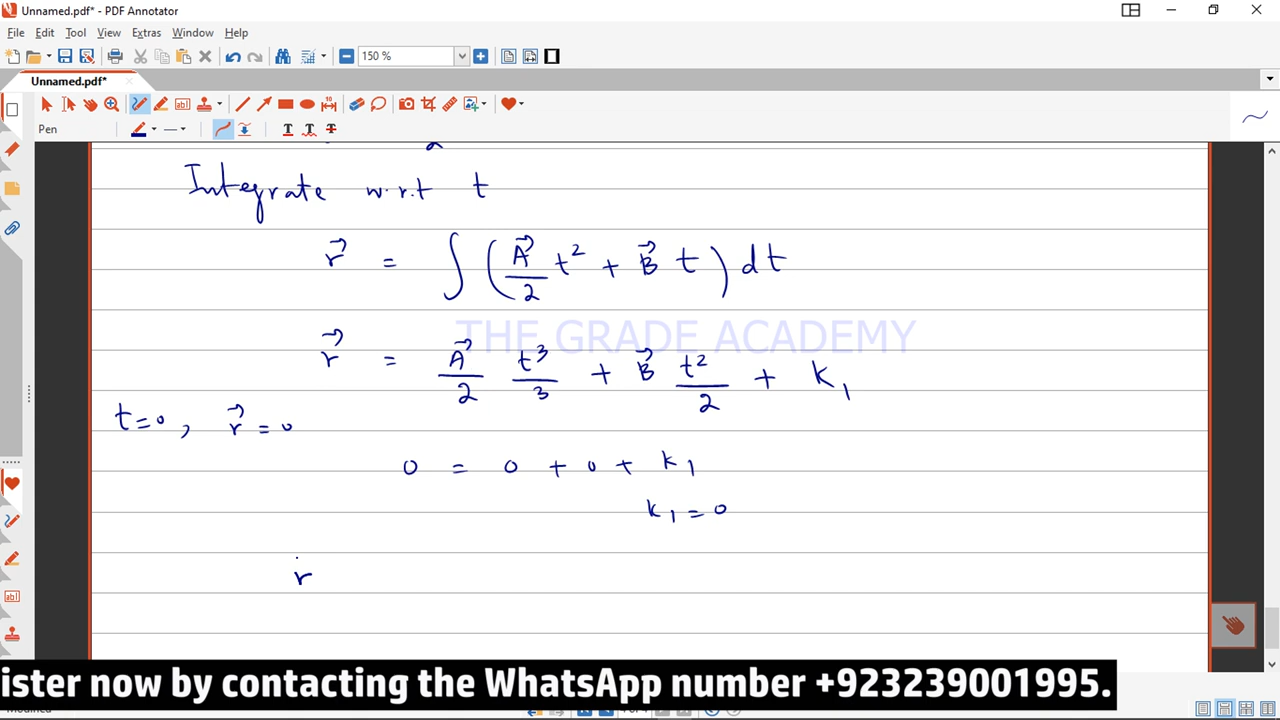 Unnamed.pdf* - PDF Annotator
File Edit Tool View Extras Window Help
150 %
Unnamed.pdf*
Pen
Integrate w.r.t t
r⃗ = ∫ (A⃗/2 t² + B⃗ t) dt
THE GRADE ACADEMY
r⃗ = A⃗/2 t³/3 + B⃗ t²/2 + k₁
t=0, r⃗ = 0
0 = 0 + 0 + k₁
k₁ = 0
r
ister now by contacting the WhatsApp number +923239001995.